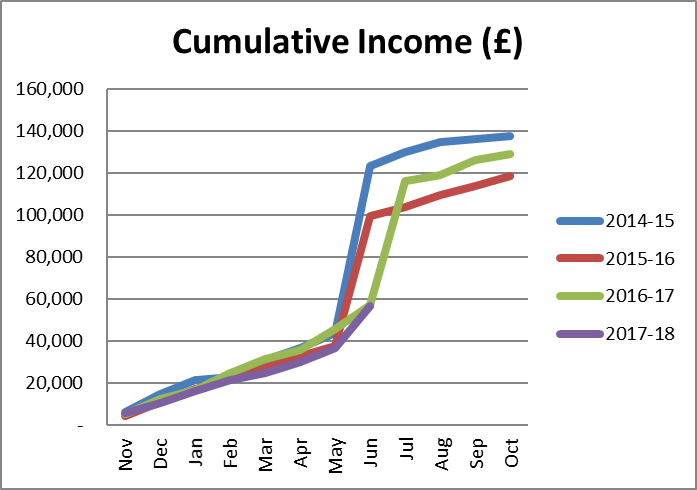 Cumulative Income (£)
160,000
140,000
120,000
100,000
80,000
60,000
40,000
20,000
-
Nov
Dec
Jan
Feb
Mar
Apr
May
Jun
Jul
Aug
Sep
Oct
2014-15
2015-16
2016-17
2017-18